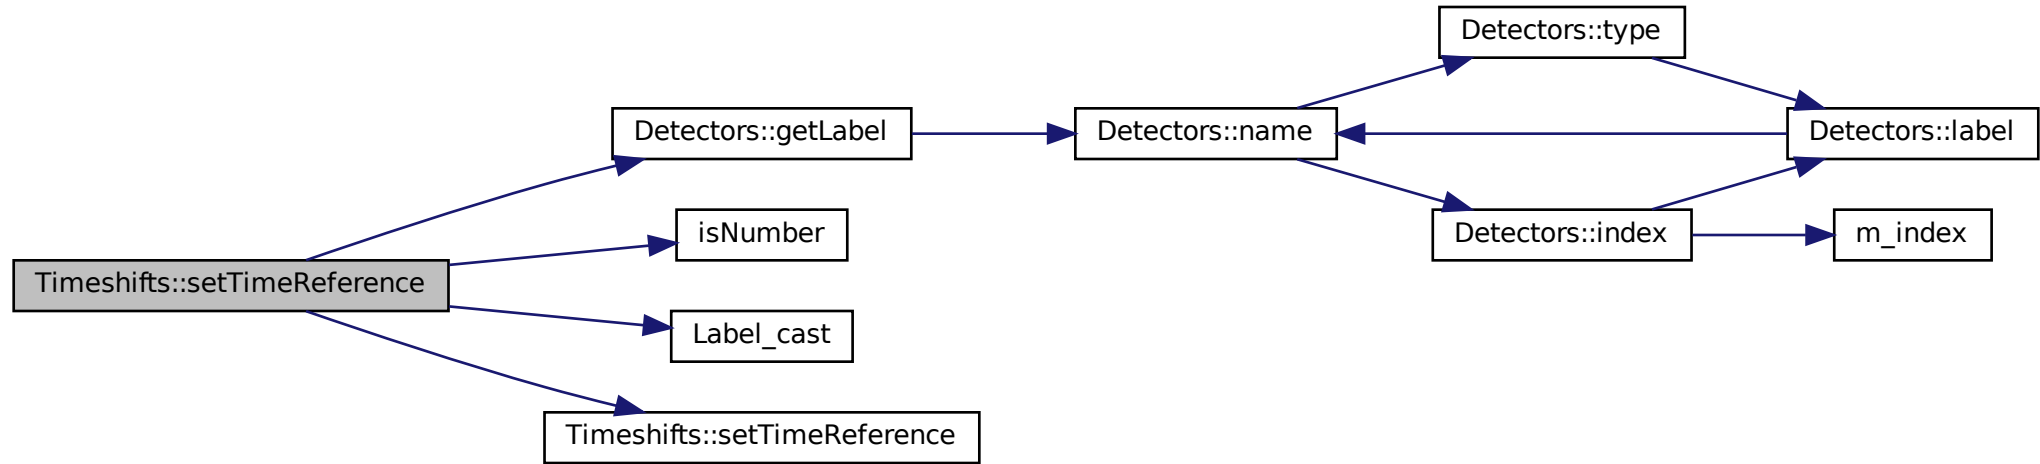 Detectors::type
Detectors::getLabel
Detectors::name
Detectors::label
isNumber
Detectors::index
m_index
Timeshifts::setTimeReference
Label_cast
Timeshifts::setTimeReference